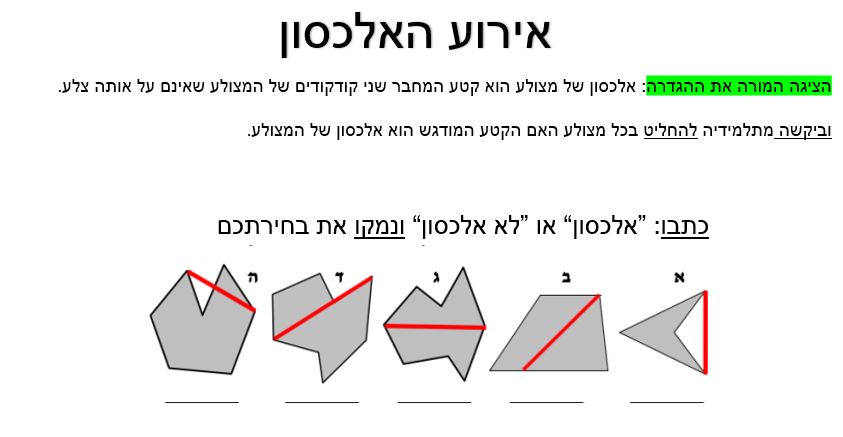 אירוע האלכסון
הציגה המורה את ההגדרה: אלכסון של מצולע הוא קטע המחבר שני קודקודים של המצולע שאינם על אותה צלע.
וביקשה מתלמידיה להחליט בכל מצולע האם הקטע המודגש הוא אלכסון של המצולע.
כתבו: ”אלכסון“ או ”לא אלכסון“ ונמקו את בחירתכם
א ב ג ד ה